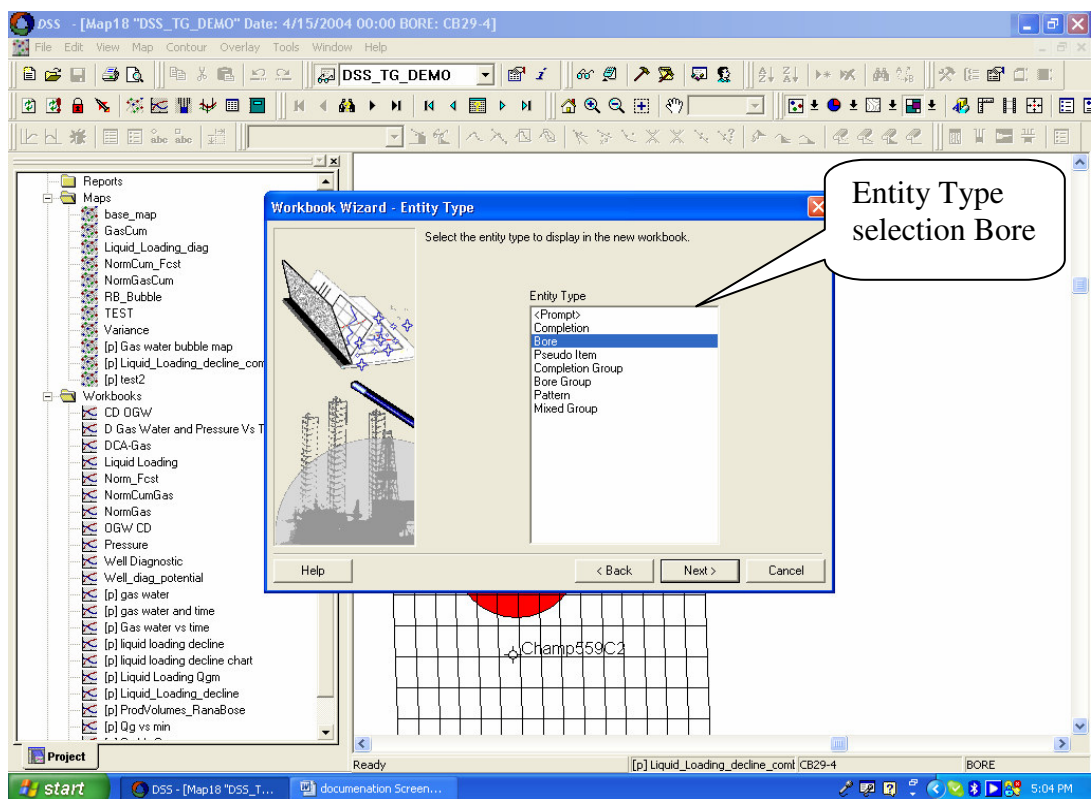 DSS - [Map18 "DSS_TG_DEMO" Date: 4/15/2004 00:00 BORE: CB29-4]
File Edit View Map Contour Overlay Tools Window Help
DSS_TG_DEMO
Reports
Maps
base_map
GasCum
Liquid_Loading_diag
NormCum_Fcst
NormGasCum
RB_Bubble
TEST
Variance
[p] Gas water bubble map
[p] Liquid_Loading_decline_com
[p] test2
Workbooks
CD OGW
D Gas Water and Pressure Vs T
DCA-Gas
Liquid Loading
Norm_Fcst
NormCumGas
NormGas
OGW CD
Pressure
Well Diagnostic
Well_diag_potential
[p] gas water
[p] gas water and time
[p] Gas water vs time
[p] liquid loading decline
[p] liquid loading decline chart
[p] Liquid Loading Qgm
[p] Liquid_Loading_decline
[p] ProdVolumes_RanaBose
[p] Qg vs min
Project
Workbook Wizard - Entity Type
Select the entity type to display in the new workbook.
Entity Type
<Prompt>
Completion
Bore
Pseudo Item
Completion Group
Bore Group
Pattern
Mixed Group
Help
< Back
Next >
Cancel
Entity Type
selection Bore
Champ559C2
Ready
[p] Liquid_Loading_decline_coml CB29-4 BORE
start
DSS - [Map18 "DSS_T...
documenation Screen...
5:04 PM